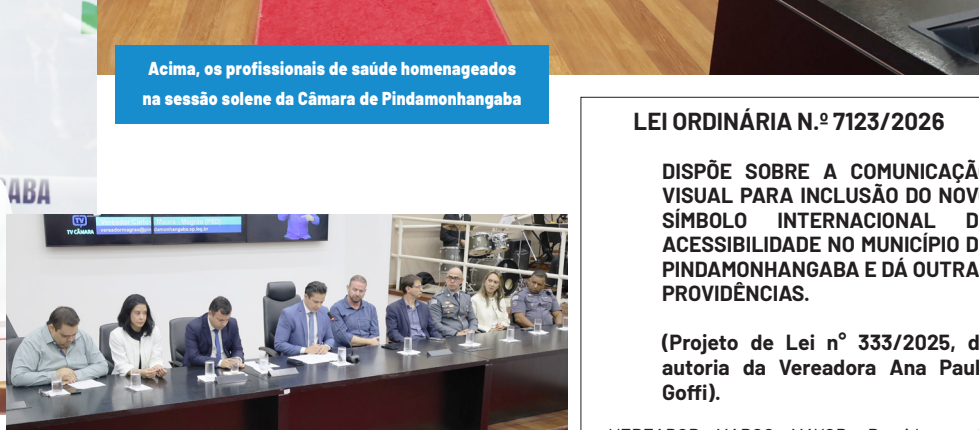 Acima, os profissionais de saúde homenageados
na sessão solene da Câmara de Pindamonhangaba
ABA
TV CÂMARA
LEI ORDINÁRIA N.º 7123/2026
DISPÕE SOBRE A COMUNICAÇÃ
VISUAL PARA INCLUSÃO DO NOV
SÍMBOLO INTERNACIONAL D
ACESSIBILIDADE NO MUNICÍPIO D
PINDAMONHANGABA E DÁ OUTRA
PROVIDÊNCIAS.
(Projeto de Lei n° 333/2025, d
autoria da Vereadora Ana Paul
Goffi).